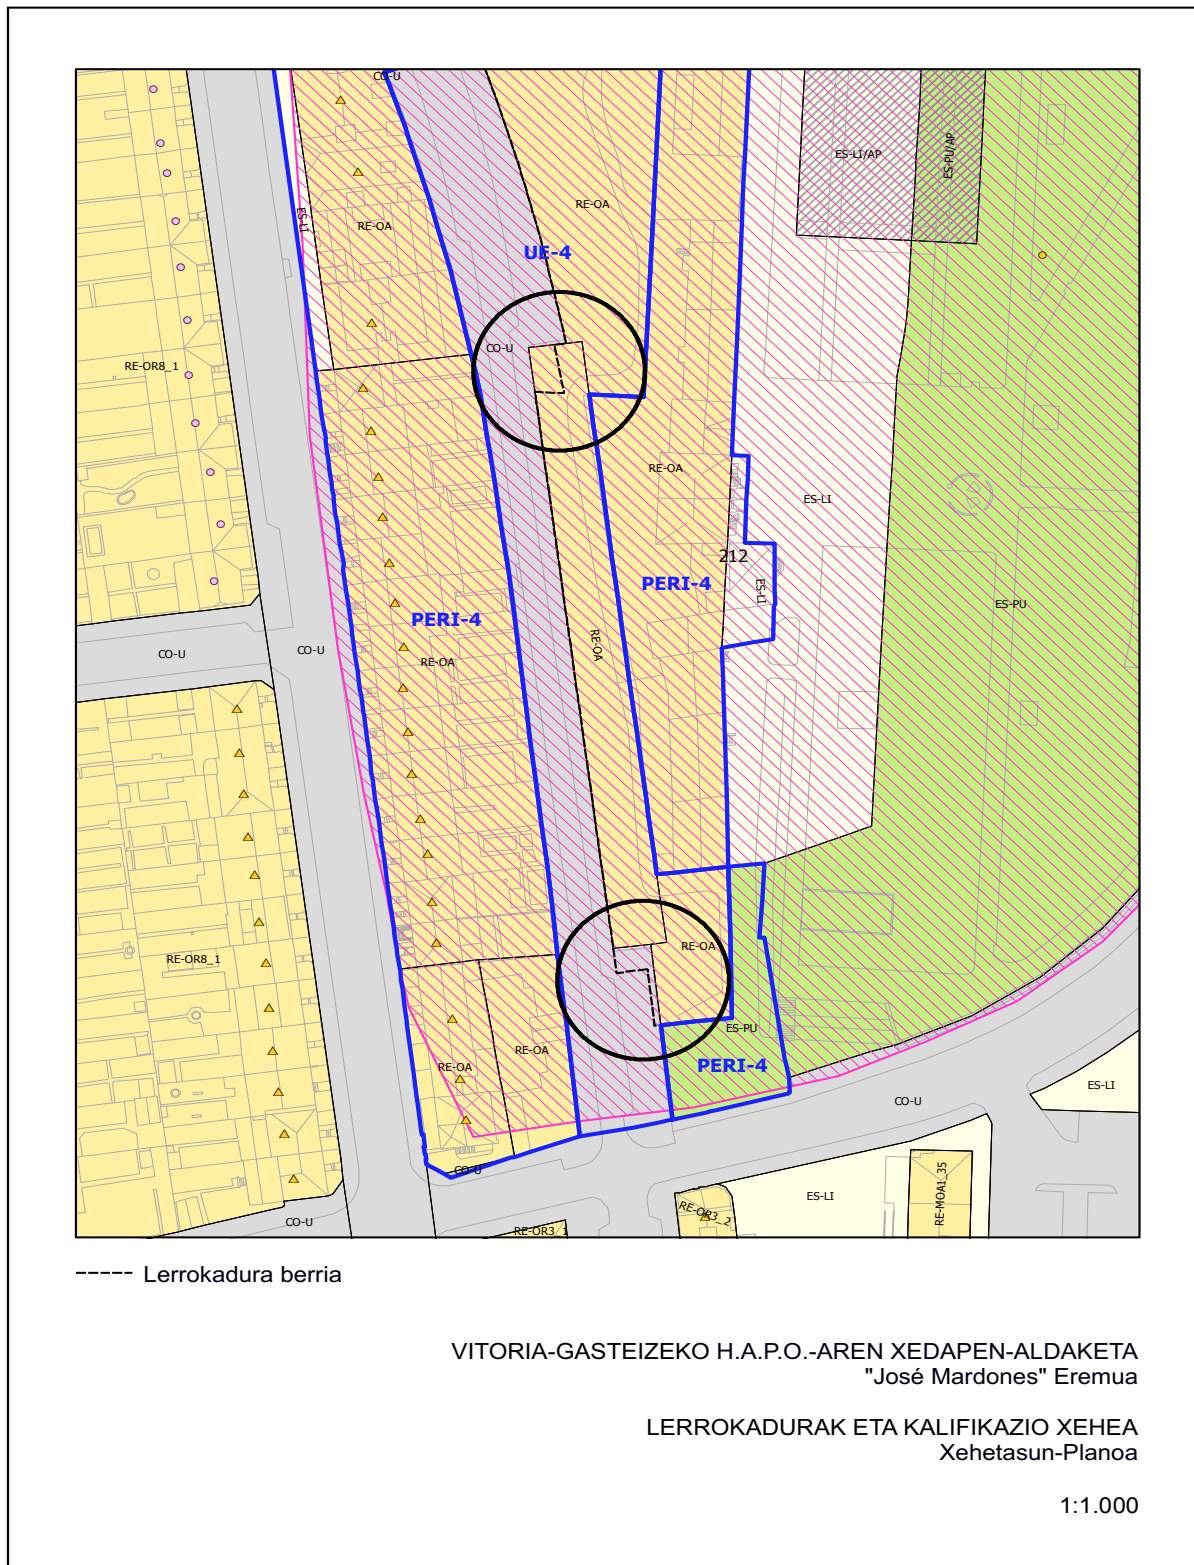 CO-U
ES-LI/AP
ES-PU/AP
RE-OA
ES-LI
RE-OA
UE-4
CO-U
RE-OR8_1
RE-OA
ES-LI
212
PERI-4
ES-LI
ES-PU
PERI-4
RE-OA
CO-U
CO-U
RE-OA
RE-OR8_1
RE-OA
RE-OA
RE-OA
ES-PU
PERI-4
CO-U
ES-LI
CO-U
ES-LI
RE-MOA1_35
RE-OR3_2
CO-U
RE-OR3_1
Lerrokadura berria
VITORIA-GASTEIZEKO H.A.P.O.-AREN XEDAPEN-ALDAKETA
"José Mardones" Eremua
LERROKADURAK ETA KALIFIKAZIO XEHEA
Xehetasun-Planoa
1:1.000